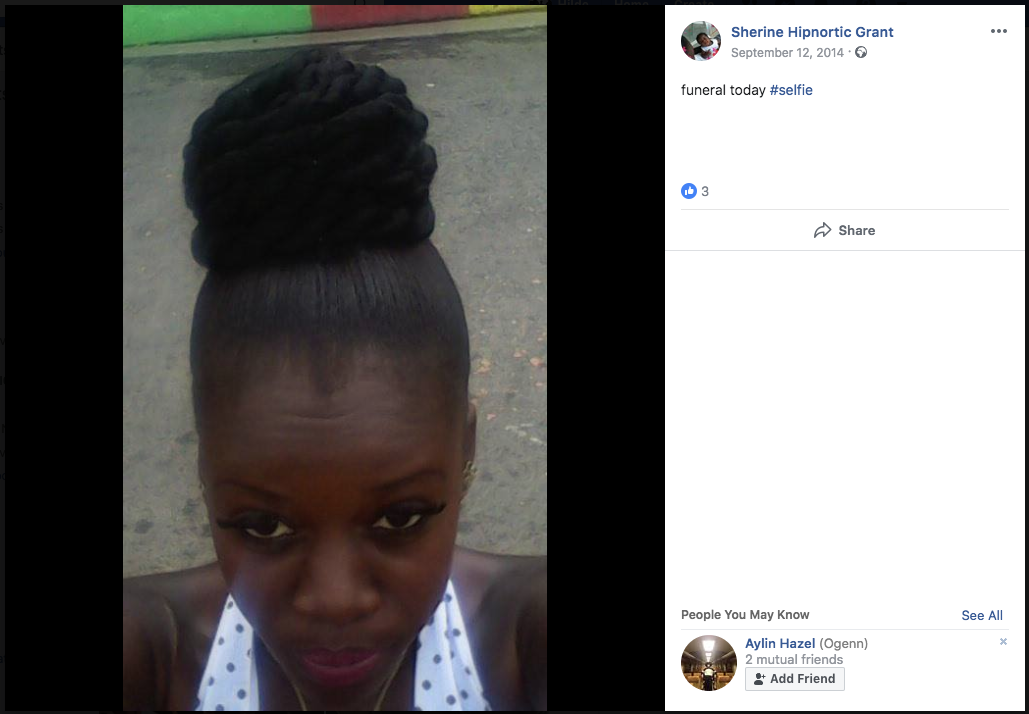 Sherine Hipnortic Grant
September 12, 2014 ·
funeral today #selfie
3
Share
People You May Know
See All
Aylin Hazel (Ogenn)
2 mutual friends
Add Friend